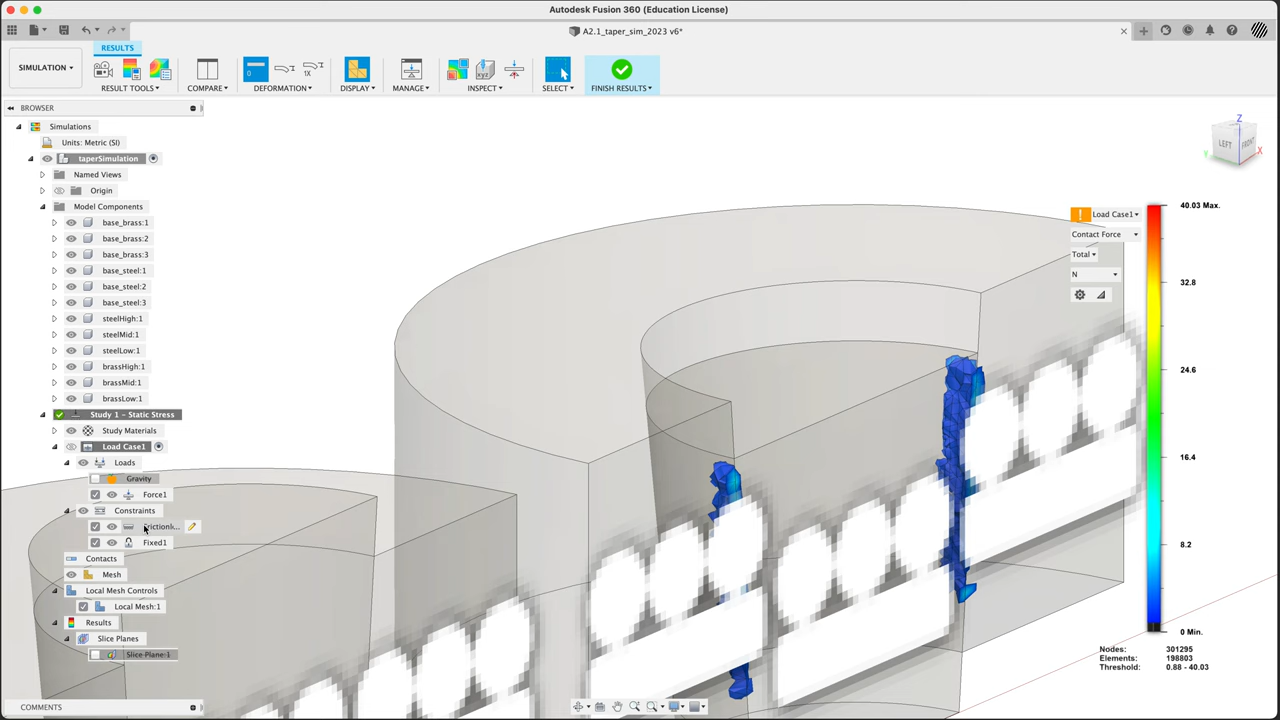 Autodesk Fusion 360 (Education License)
A2.1_taper_sim_2023 v6*
RESULTS
SIMULATION
RESULT TOOLS
COMPARE
DEFORMATION
DISPLAY
MANAGE
INSPECT
SELECT
FINISH RESULTS
BROWSER
Simulations
Units: Metric (SI)
taperSimulation
Named Views
Origin
Model Components
base_brass:1
base_brass:2
base_brass:3
base_steel:1
base_steel:2
base_steel:3
steelHigh:1
steelMid:1
steelLow:1
brassHigh:1
brassMid:1
brassLow:1
Study 1 - Static Stress
Study Materials
Load Case1
Loads
Gravity
Force1
Constraints
Frictionl...
Fixed1
Contacts
Mesh
Local Mesh Controls
Local Mesh:1
Results
Slice Planes
Slice Plane:1
COMMENTS
Z
LEFT
FRONT
Y
X
Load Case1
Contact Force
Total
N
40.03 Max.
32.8
24.6
16.4
8.2
0 Min.
Nodes: 301295
Elements: 198803
Threshold: 0.88 - 40.03